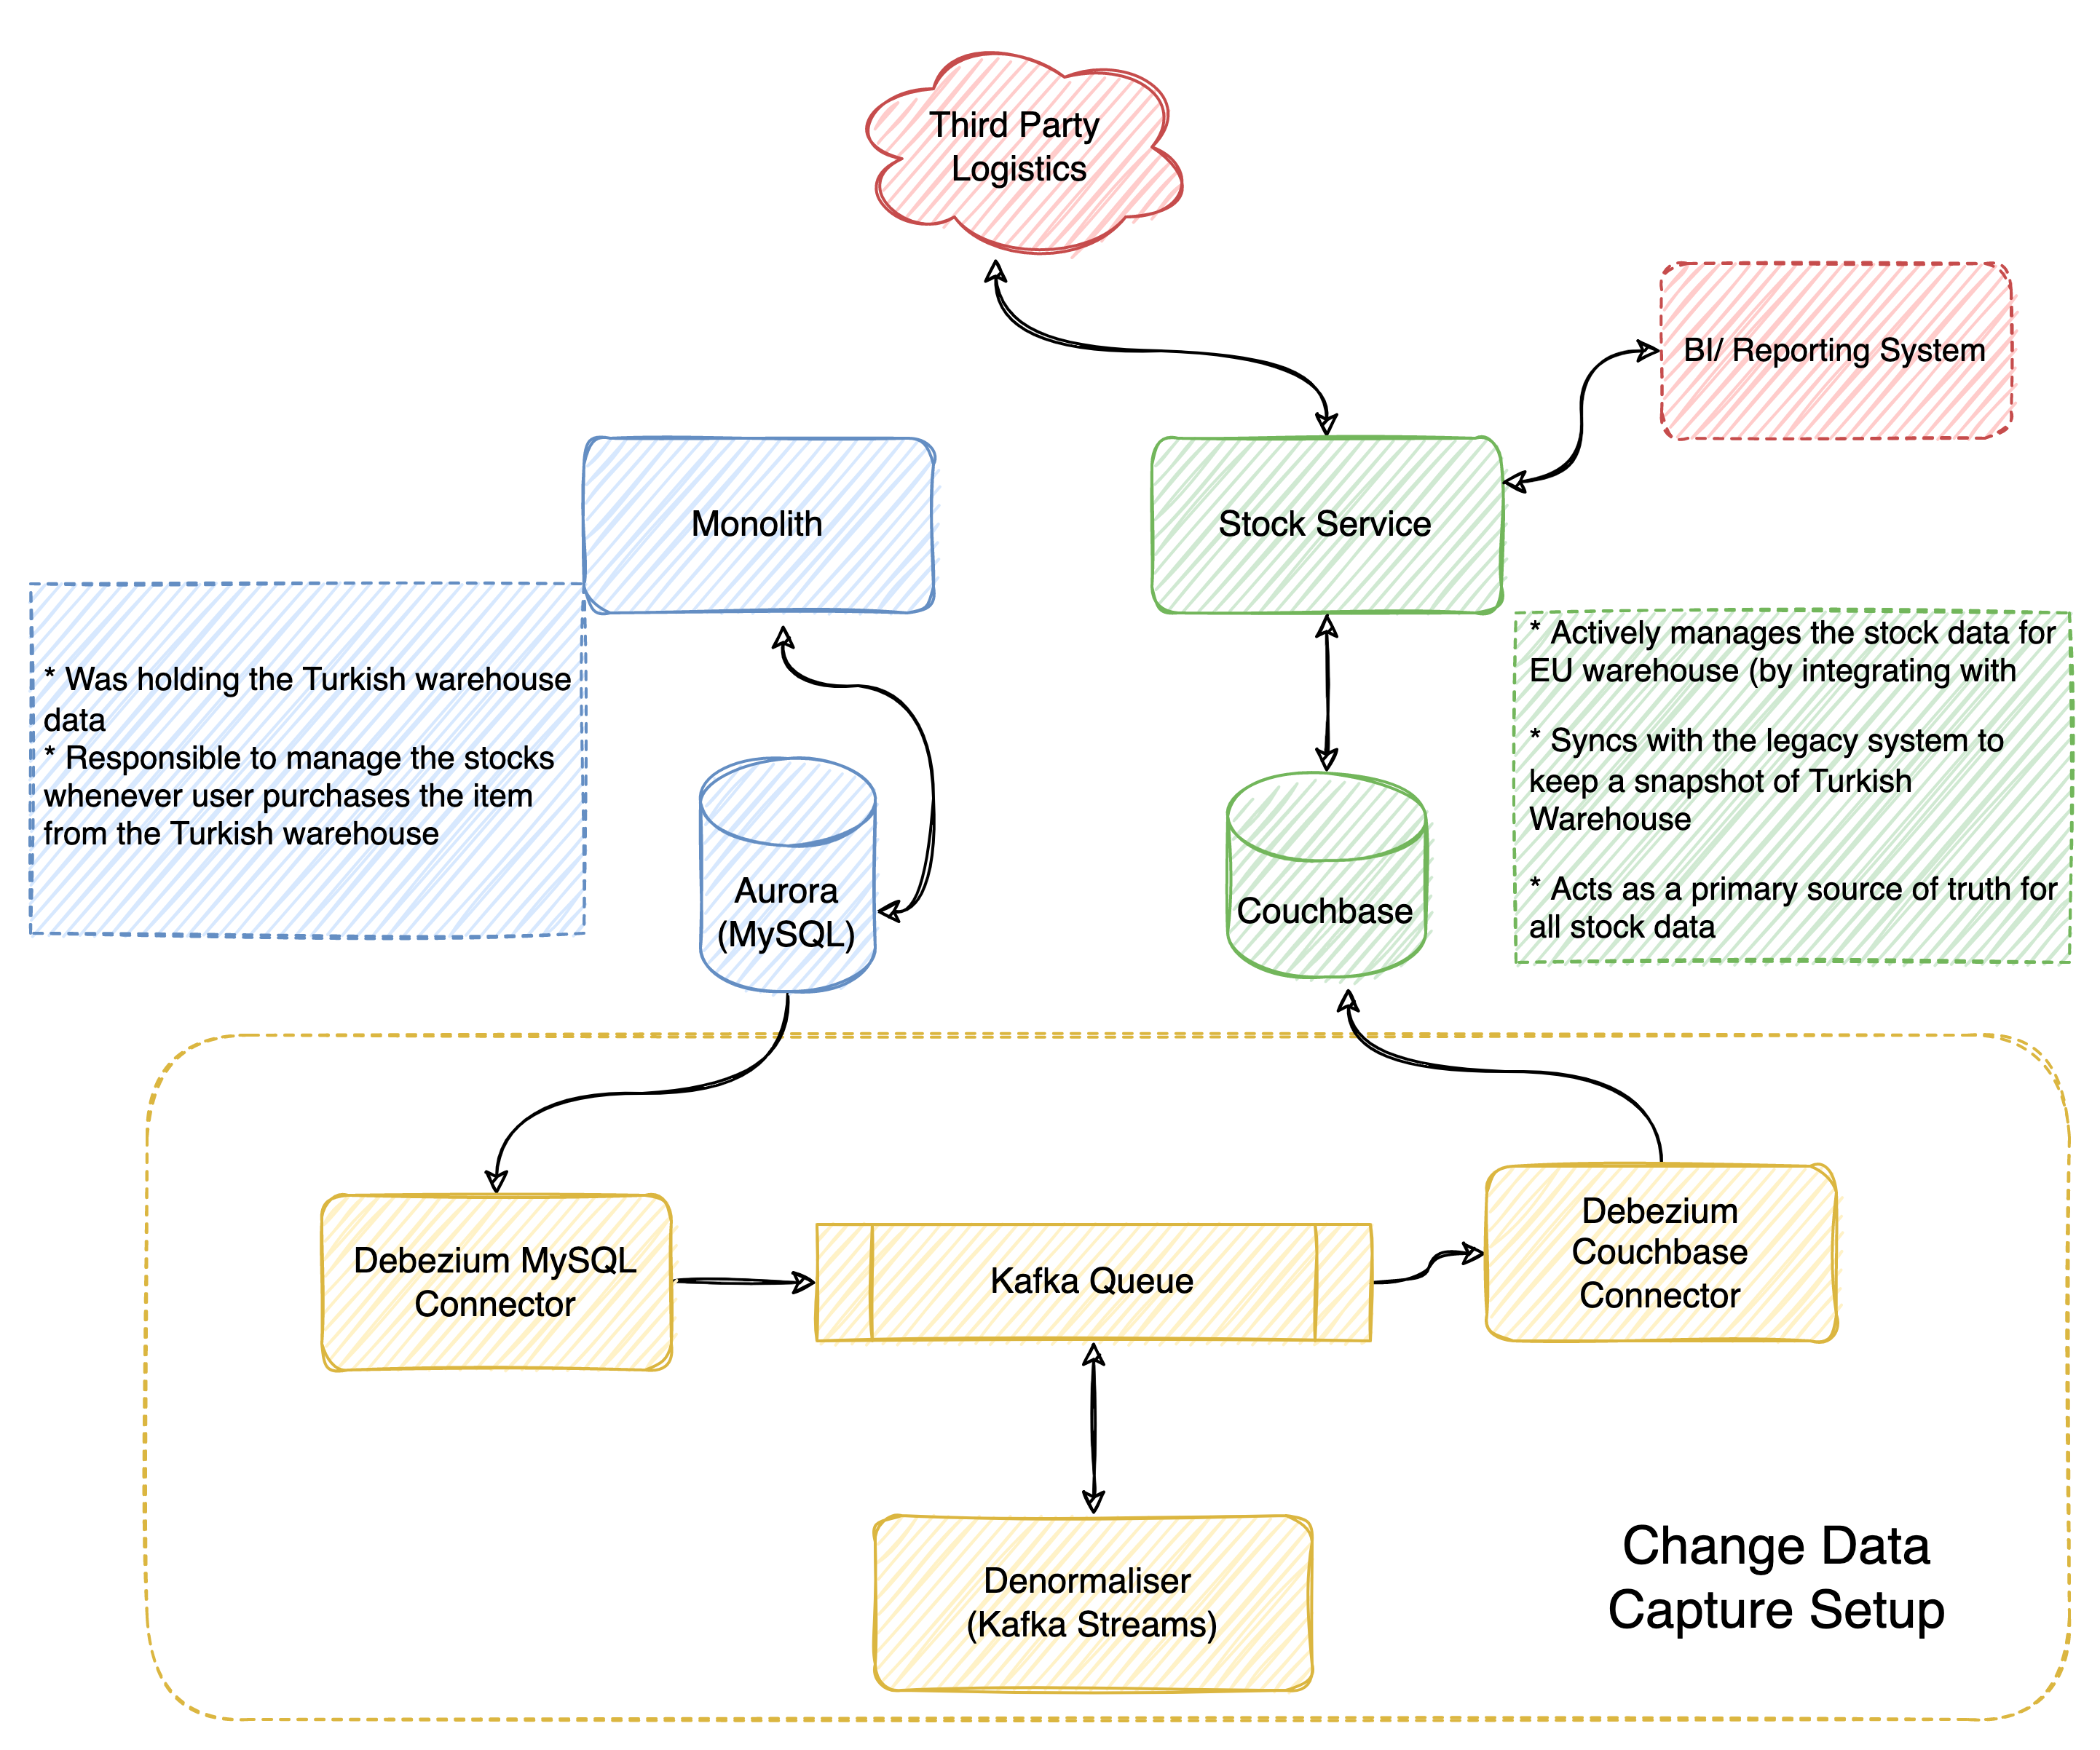 Third Party
Logistics
BI/ Reporting System
Monolith
Stock Service
* Was holding the Turkish warehouse
data
* Responsible to manage the stocks
whenever user purchases the item
from the Turkish warehouse
Aurora
(MySQL)
Couchbase
* Actively manages the stock data for
EU warehouse (by integrating with
* Syncs with the legacy system to
keep a snapshot of Turkish
Warehouse
* Acts as a primary source of truth for
all stock data
Debezium MySQL
Connector
Kafka Queue
Debezium
Couchbase
Connector
Denormaliser
(Kafka Streams)
Change Data
Capture Setup